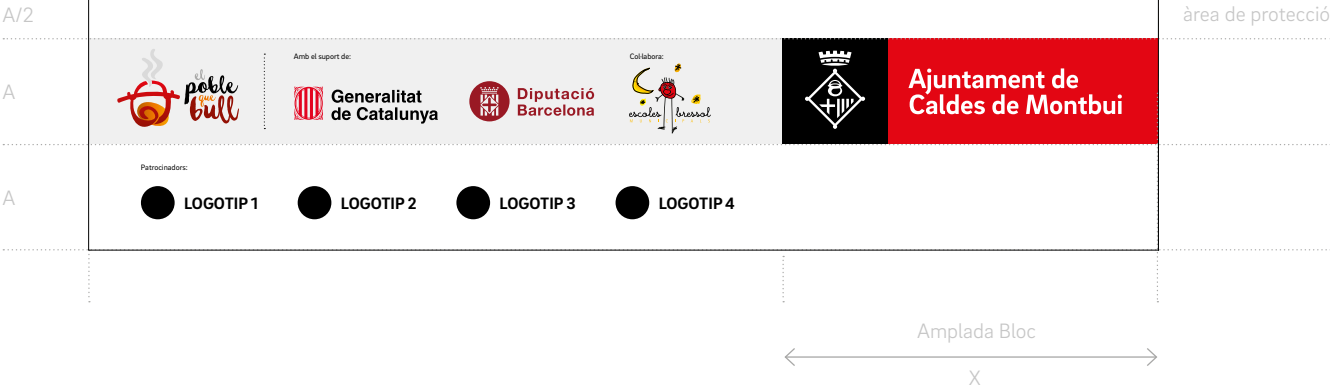 A/2
àrea de protecció
A
el
poble
que
bull
Amb el suport de:
Generalitat
de Catalunya
Diputació
Barcelona
Col·labora:
escoles bressol
Ajuntament de
Caldes de Montbui
A
Patrocinadors:
LOGOTIP 1
LOGOTIP 2
LOGOTIP 3
LOGOTIP 4
Amplada Bloc
X